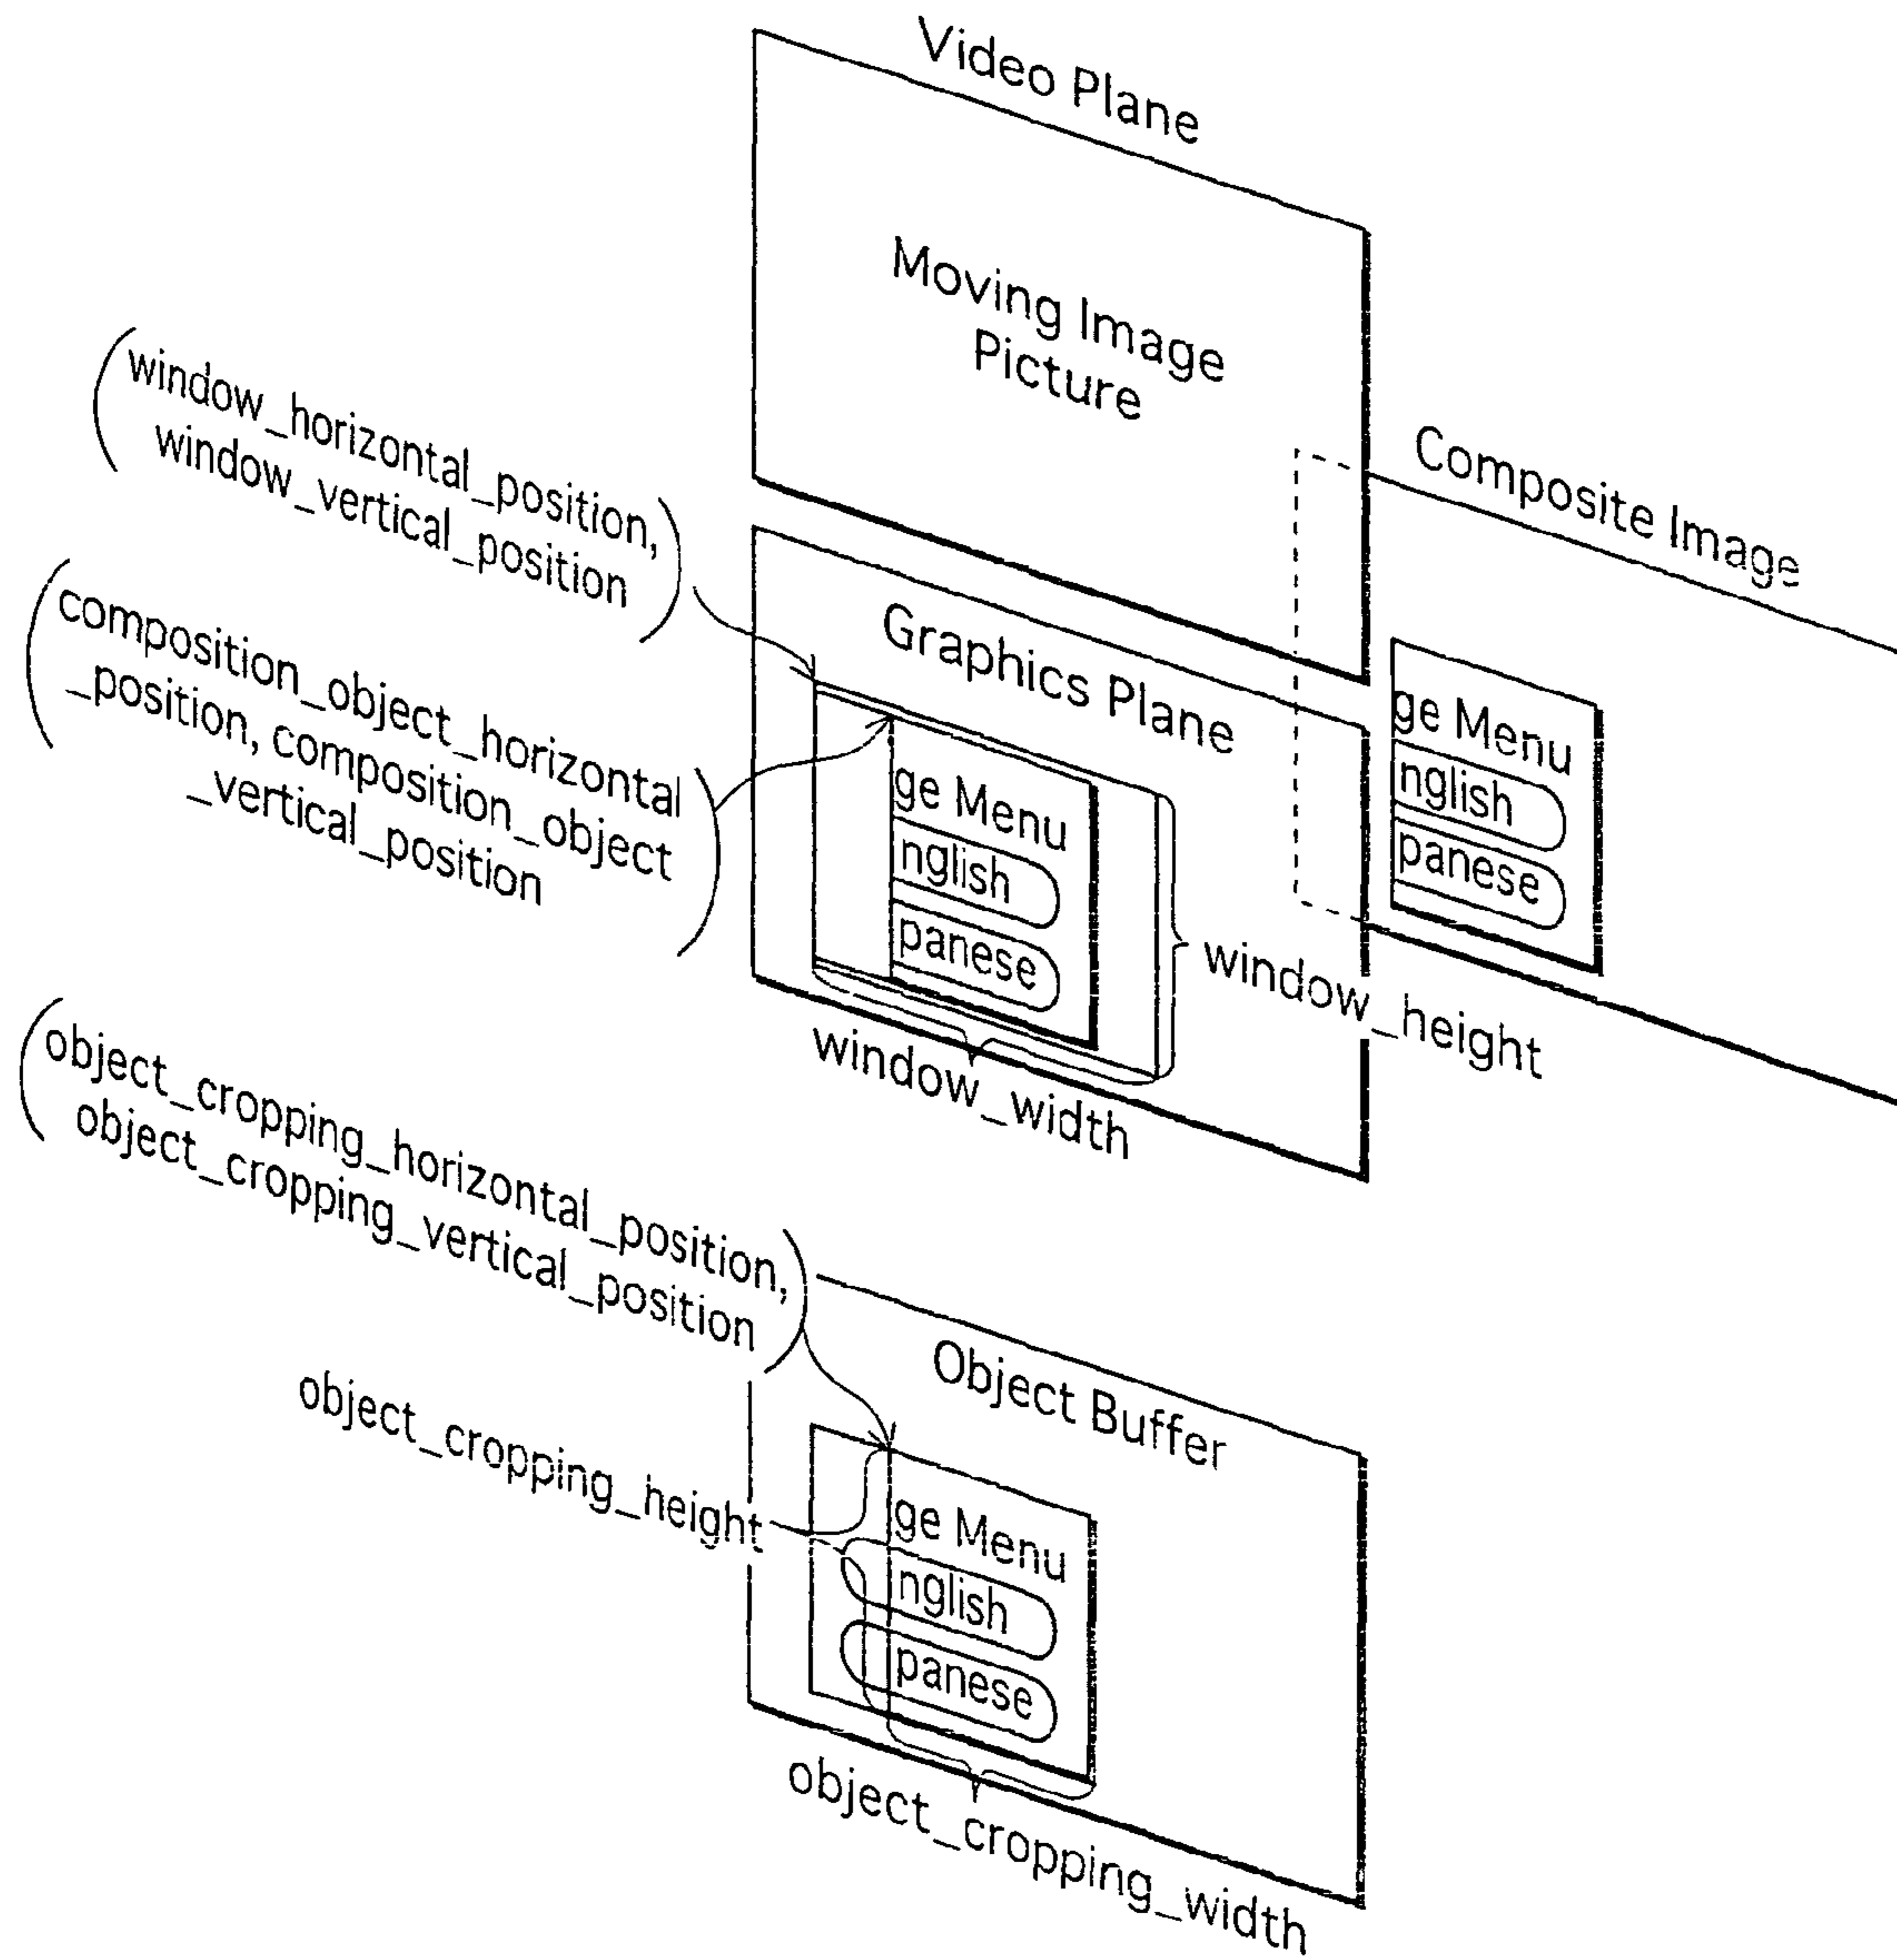 Video Plane
Moving Image
Picture
Composite Image
(window_horizontal_position,
window_vertical_position)
(composition_object_horizontal
_position, composition_object
_vertical_position)
Graphics Plane
ge Menu
nglish
panese
window_height
window_width
ge Menu
nglish
panese
(object_cropping_horizontal_position,
object_cropping_vertical_position)
Object Buffer
object_cropping_height
ge Menu
nglish
panese
object_cropping_width